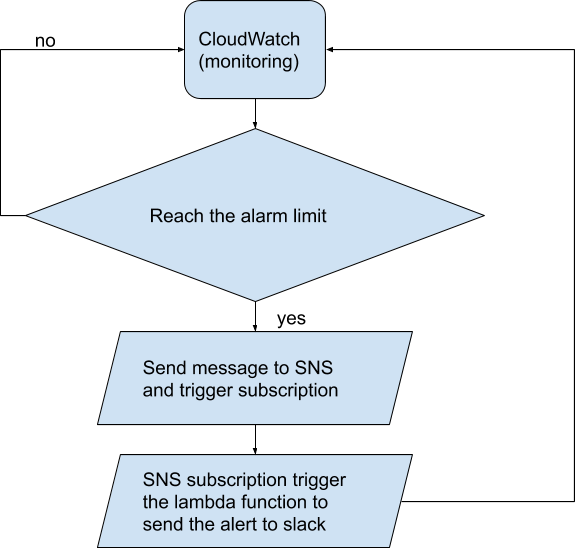 no
CloudWatch
(monitoring)
Reach the alarm limit
yes
Send message to SNS
and trigger subscription
SNS subscription trigger
the lambda function to
send the alert to slack